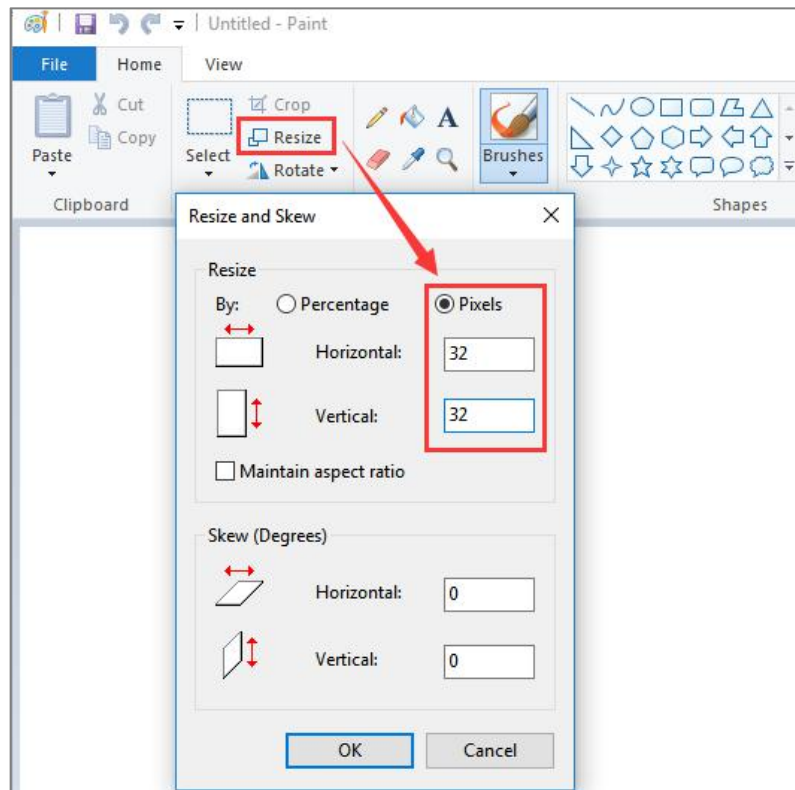 Untitled - Paint
File Home View
Cut
Copy
Paste
Clipboard
Select
Crop
Resize
Rotate
A
Brushes
Shapes
Resize and Skew
Resize
By: Percentage Pixels
Horizontal: 32
Vertical: 32
Maintain aspect ratio
Skew (Degrees)
Horizontal: 0
Vertical: 0
OK Cancel